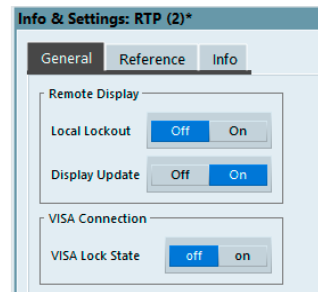 Info & Settings: RTP (2)*
General Reference Info
Remote Display
Local Lockout Off On
Display Update Off On
VISA Connection
VISA Lock State off on